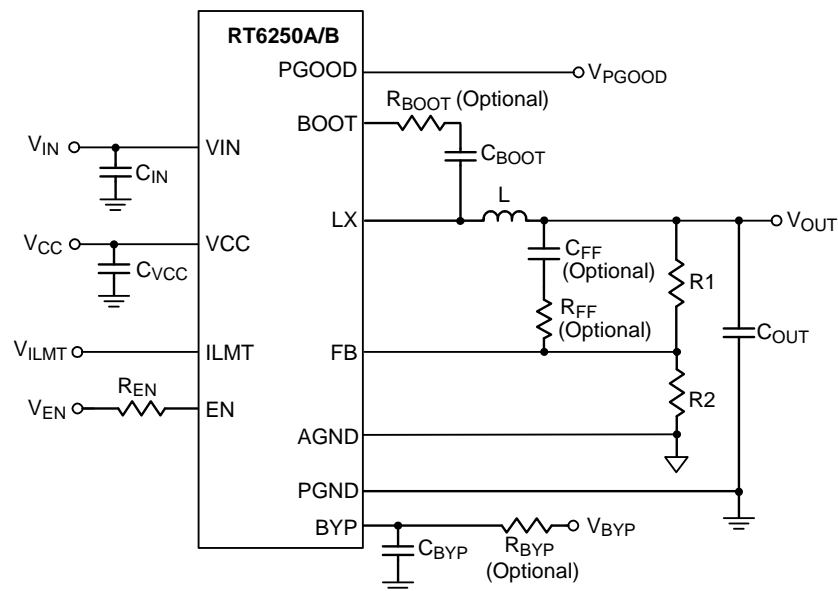 RT6250A/B
PGOOD
VPGOOD
RBOOT (Optional)
BOOT
VIN
VIN
CIN
CBOOT
L
LX
VOUT
VCC
VCC
CVCC
CFF
(Optional)
R1
RFF
(Optional)
COUT
VILMT
ILMT
FB
REN
VEN
EN
R2
AGND
PGND
BYP
CBYP
RBYP
(Optional)
VBYP